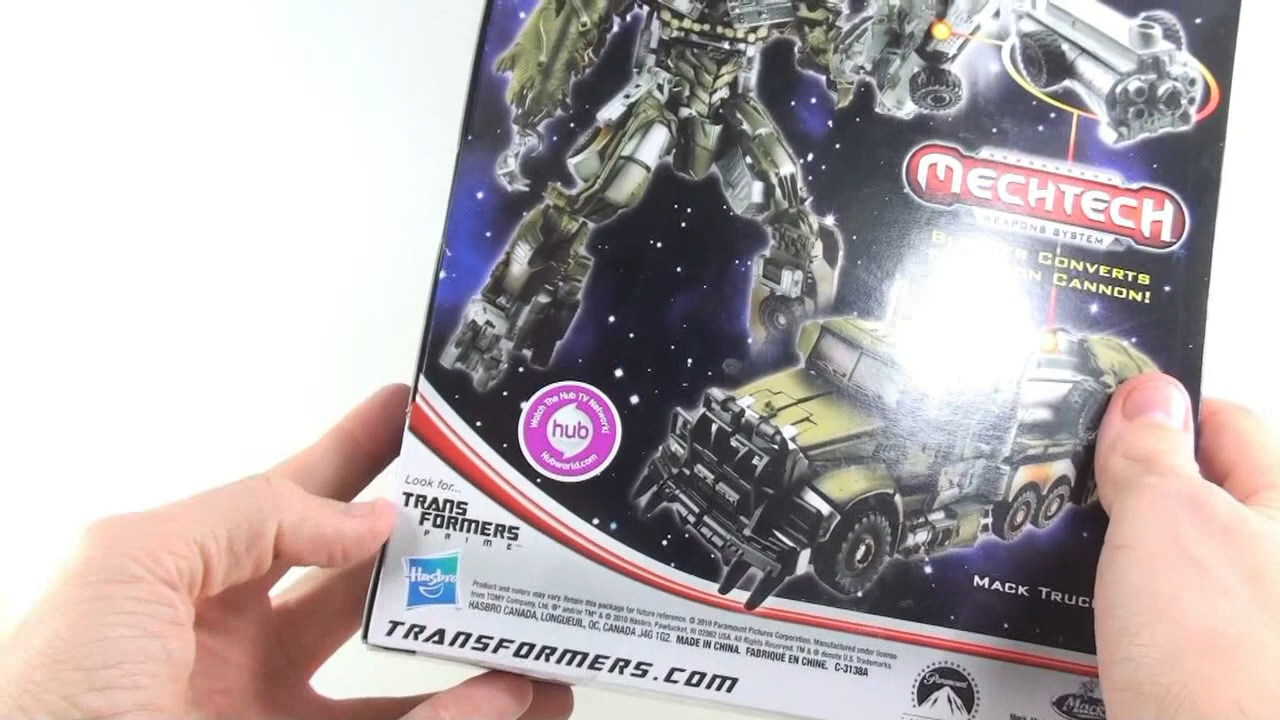 MECHTECH
WEAPONS SYSTEM
CONVERTS
CANNON!
Watch The Hub TV Network
hub
Hubworld.com
Look for...
TRANS
FORMERS
PRIME
Hasbro
MACK
Product and colors may vary. Retain this package for future reference. © 2010 Paramount Pictures Corporation. Manufactured under license
from TOMY Company, Ltd. ® and/or TM* & © 2010 Hasbro, Pawtucket, RI 02862 USA. All Rights Reserved. TM & ® denote U.S. Trademarks.
HASBRO CANADA, LONGUEUIL, QC, CANADA J4G 1G2. MADE IN CHINA. FABRIQUÉ EN CHINE. C-3138A
TRANSFORMERS.COM
Paramount
Mack